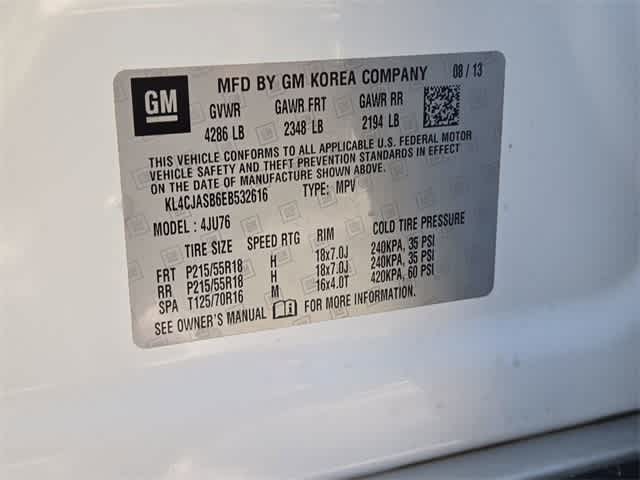 GM
MFD BY GM KOREA COMPANY 08 / 13
GVWR GAWR FRT GAWR RR
4286 LB 2348 LB 2194 LB
THIS VEHICLE CONFORMS TO ALL APPLICABLE U.S. FEDERAL MOTOR
VEHICLE SAFETY AND THEFT PREVENTION STANDARDS IN EFFECT
ON THE DATE OF MANUFACTURE SHOWN ABOVE.
KL4CJASB6EB532616 TYPE: MPV
MODEL: 4JU76
TIRE SIZE SPEED RTG RIM COLD TIRE PRESSURE
FRT P215/55R18 H 18x7.0J 240KPA, 35 PSI
RR P215/55R18 H 18x7.0J 240KPA, 35 PSI
SPA T125/70R16 M 16x4.0T 420KPA, 60 PSI
SEE OWNER'S MANUAL FOR MORE INFORMATION.